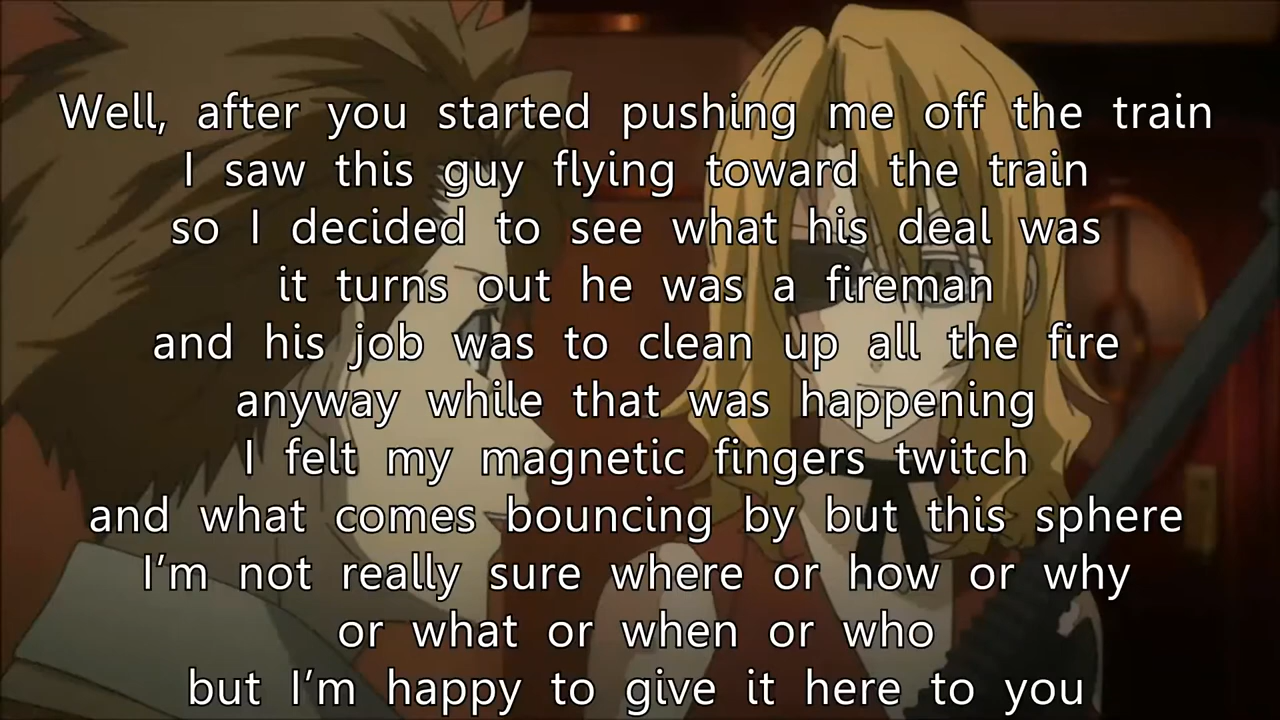 Well, after you started pushing me off the train
I saw this guy flying toward the train
so I decided to see what his deal was
it turns out he was a fireman
and his job was to clean up all the fire
anyway while that was happening
I felt my magnetic fingers twitch
and what comes bouncing by but this sphere
I’m not really sure where or how or why
or what or when or who
but I’m happy to give it here to you